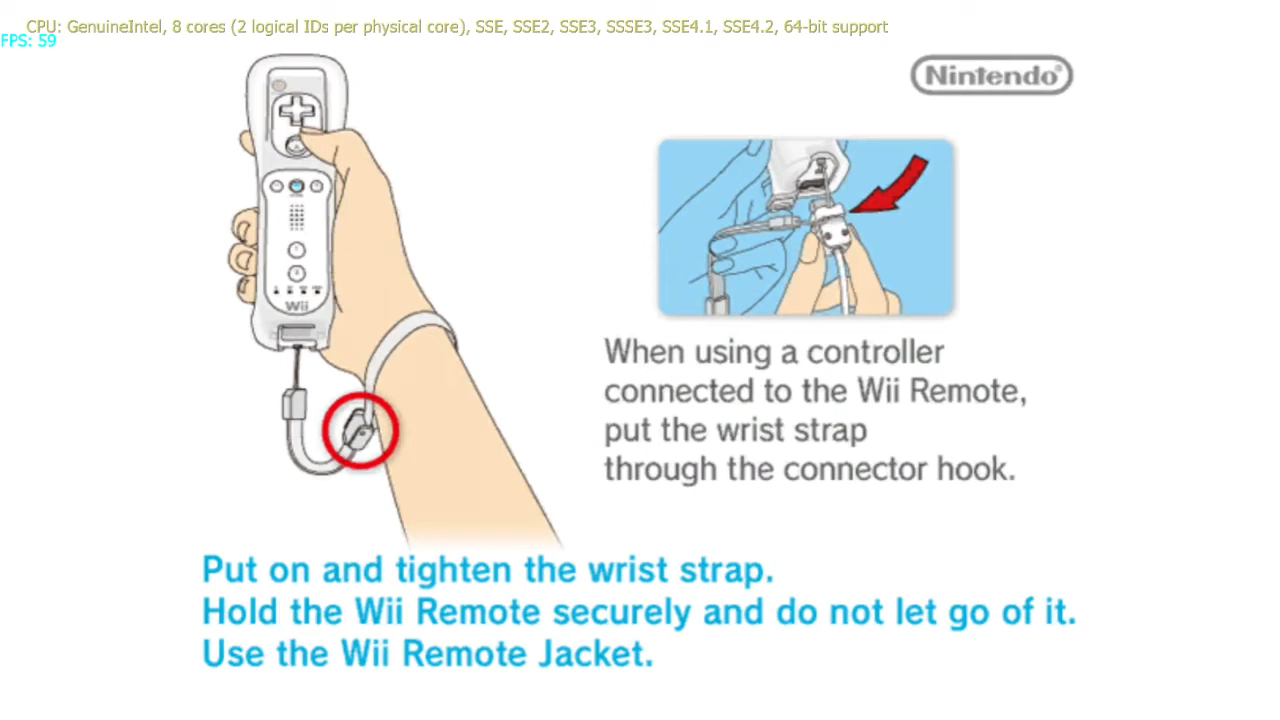 CPU: GenuineIntel, 8 cores (2 logical IDs per physical core), SSE, SSE2, SSE3, SSSE3, SSE4.1, SSE4.2, 64-bit support
FPS: 59
Nintendo®
Wii
When using a controller
connected to the Wii Remote,
put the wrist strap
through the connector hook.
Put on and tighten the wrist strap.
Hold the Wii Remote securely and do not let go of it.
Use the Wii Remote Jacket.